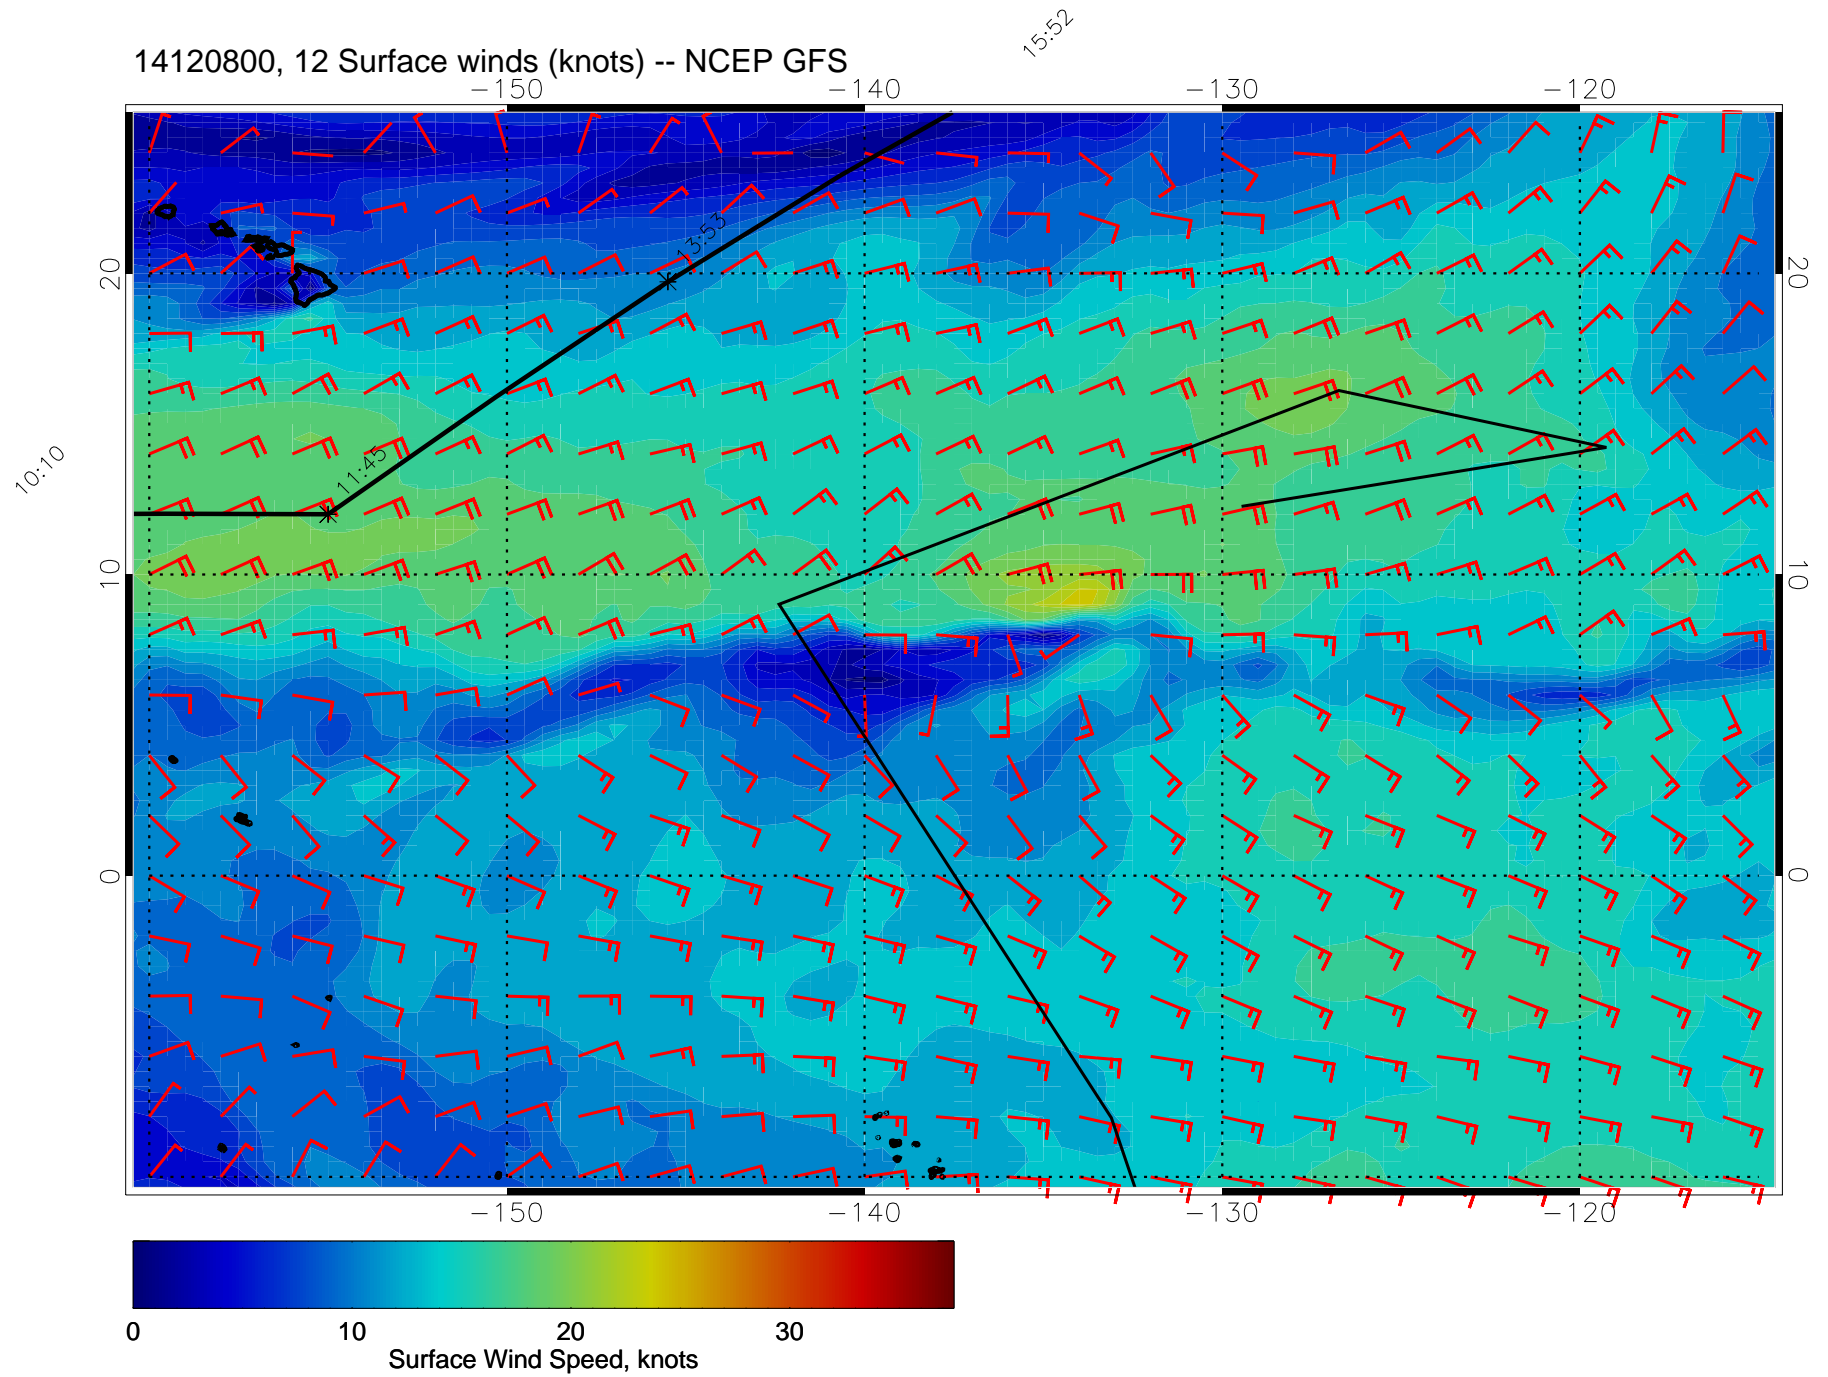 15:52
14120800, 12 Surface winds (knots) -- NCEP GFS
-150 -140 -130 -120
13:53
20 20
11:45
10:10
10 10
0 0
-150 -140 -130 -120
0 10 20 30
Surface Wind Speed, knots